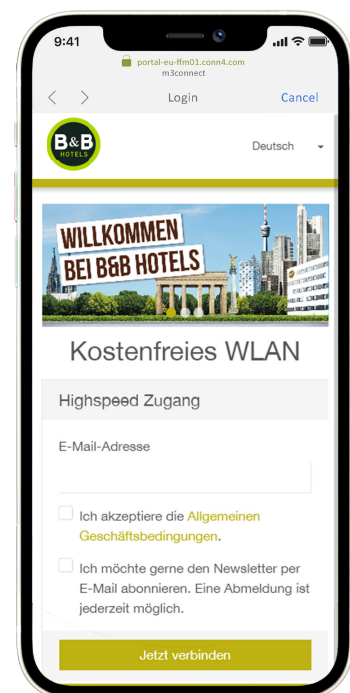 9:41
portal-eu-ffm01.conn4.com
m3connect
Login
Cancel
B&B
HOTELS
Deutsch
WILLKOMMEN
BEI B&B HOTELS
Kostenfreies WLAN
Highspeed Zugang
E-Mail-Adresse
Ich akzeptiere die Allgemeinen
Geschäftsbedingungen.
Ich möchte gerne den Newsletter per
E-Mail abonnieren. Eine Abmeldung ist
jederzeit möglich.
Jetzt verbinden